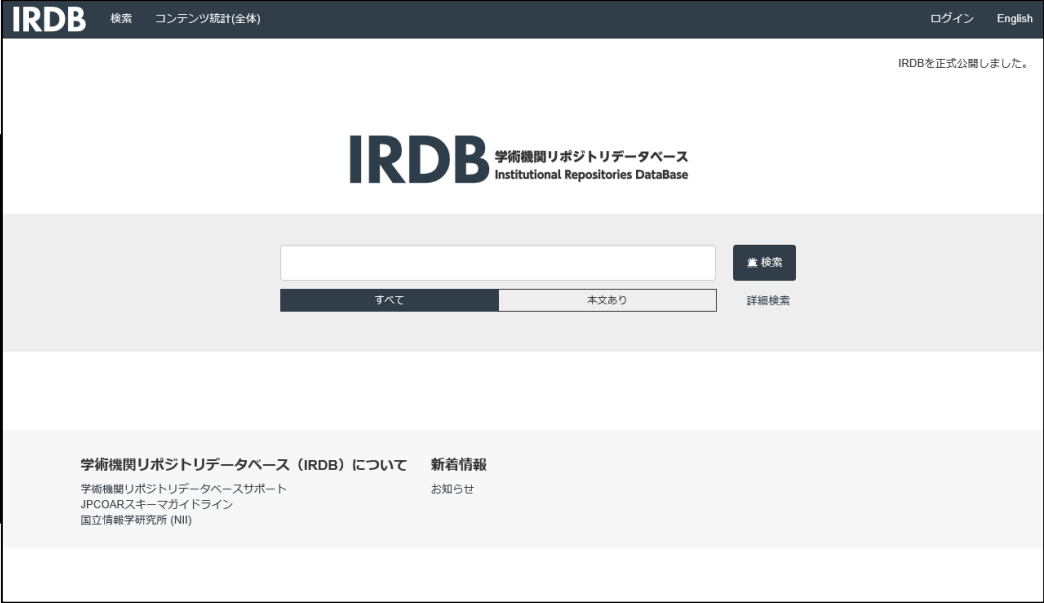 IRDB 検索 コンテンツ統計(全体) ログイン English
IRDBを正式公開しました。
IRDB 学術機関リポジトリデータベース
Institutional Repositories DataBase
検索
すべて 本文あり 詳細検索
学術機関リポジトリデータベース（IRDB）について 新着情報
学術機関リポジトリデータベースサポート お知らせ
JPCOARスキーマガイドライン
国立情報学研究所 (NII)